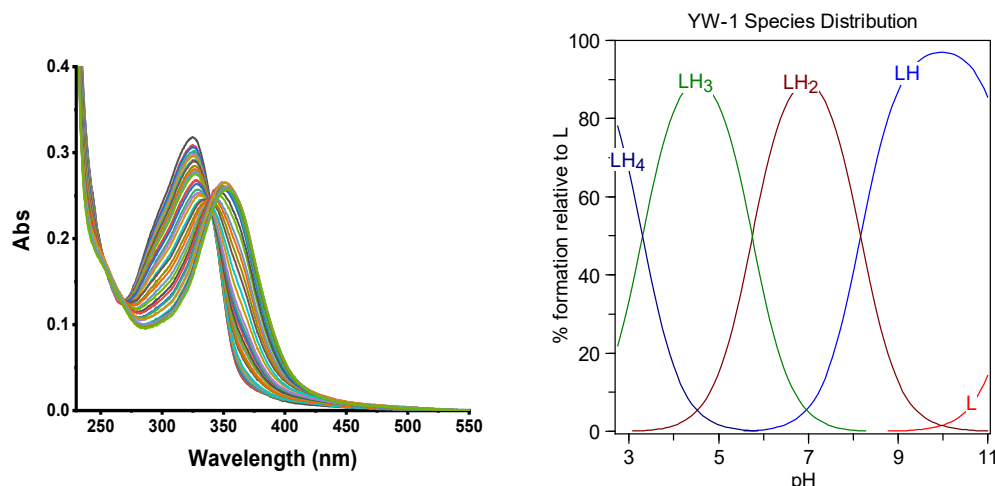 0.4
0.3
0.2
0.1
0.0
Abs
250 300 350 400 450 500 550
Wavelength (nm)
YW-1 Species Distribution
100
80
60
40
20
0
% formation relative to L
LH4
LH3
LH2
LH
L
3 5 7 9 11
pH